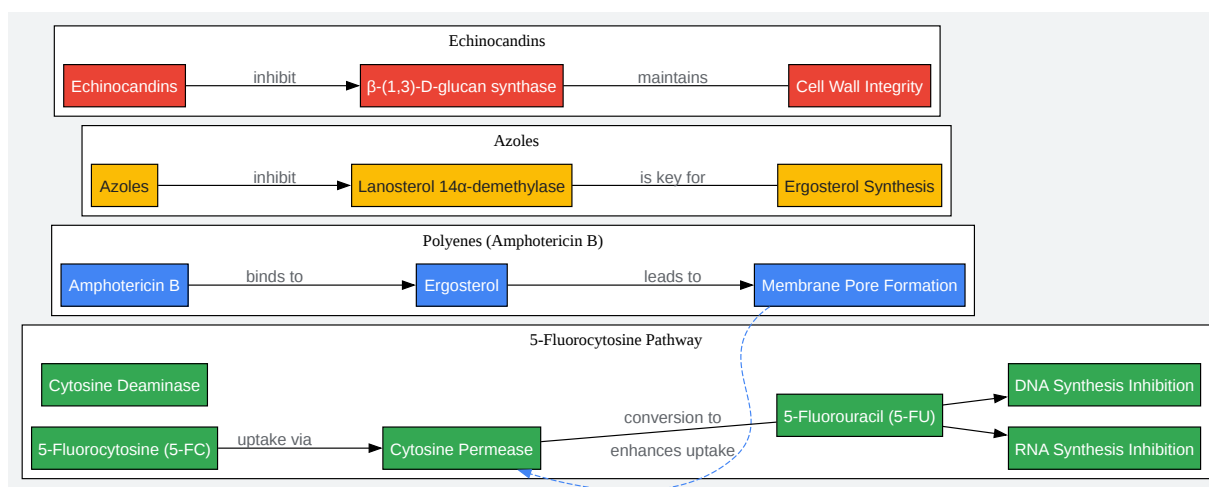 Echinocandins
Echinocandins
inhibit
β-(1,3)-D-glucan synthase
maintains
Cell Wall Integrity
Azoles
Azoles
inhibit
Lanosterol 14α-demethylase
is key for
Ergosterol Synthesis
Polyenes (Amphotericin B)
Amphotericin B
binds to
Ergosterol
leads to
Membrane Pore Formation
5-Fluorocytosine Pathway
Cytosine Deaminase
5-Fluorocytosine (5-FC)
uptake via
Cytosine Permease
conversion to
enhances uptake
5-Fluorouracil (5-FU)
DNA Synthesis Inhibition
RNA Synthesis Inhibition